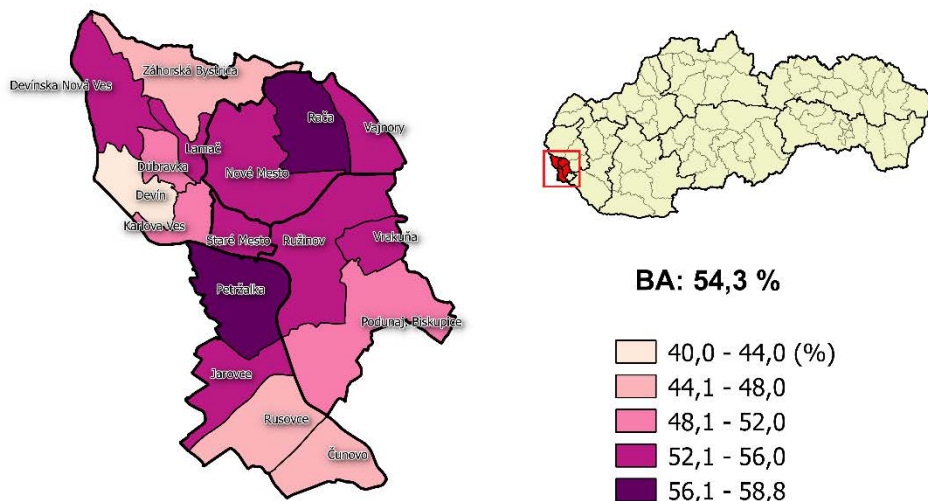 Devínska Nová Ves
Záhorská Bystrica
Rača
Vajnory
Lamač
Dúbravka
Nové Mesto
Devín
Karlova Ves
Staré Mesto
Ružinov
Vrakuňa
Petržalka
Podunaj. Biskupice
Jarovce
Rusovce
Čunovo
BA: 54,3 %
40,0 - 44,0 (%)
44,1 - 48,0
48,1 - 52,0
52,1 - 56,0
56,1 - 58,8